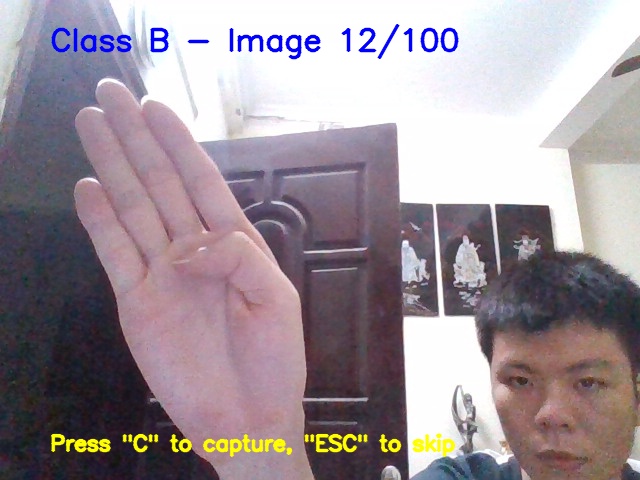 Class B - Image 12/100
Press "C" to capture, "ESC" to skip